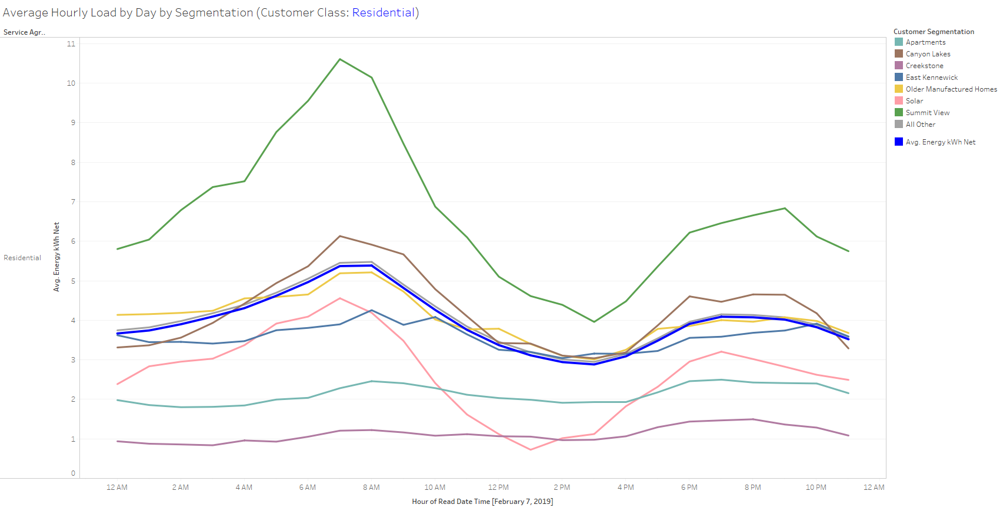 Average Hourly Load by Day by Segmentation (Customer Class: Residential)
Service Agr..
Customer Segmentation
Apartments
Canyon Lakes
Creekstone
East Kennewick
Older Manufactured Homes
Solar
Summit View
All Other
Avg. Energy kWh Net
Residential
Avg. Energy kWh Net
11
10
9
8
7
6
5
4
3
2
1
0
12 AM 2 AM 4 AM 6 AM 8 AM 10 AM 12 PM 2 PM 4 PM 6 PM 8 PM 10 PM 12 AM
Hour of Read Date Time [February 7, 2019]